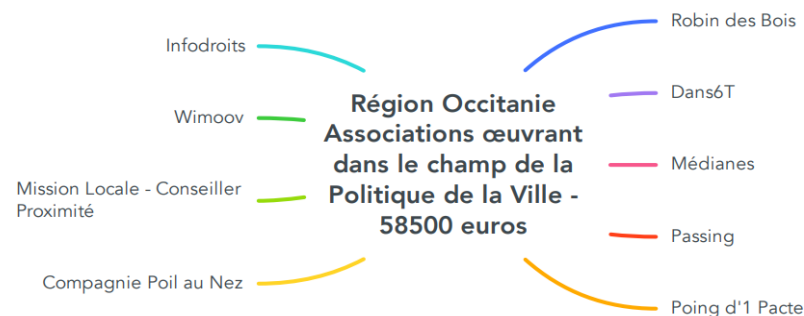 Région Occitanie
Associations œuvrant
dans le champ de la
Politique de la Ville -
58500 euros
Robin des Bois
Dans6T
Médianes
Passing
Poing d'1 Pacte
Infodroits
Wimoov
Mission Locale - Conseiller
Proximité
Compagnie Poil au Nez